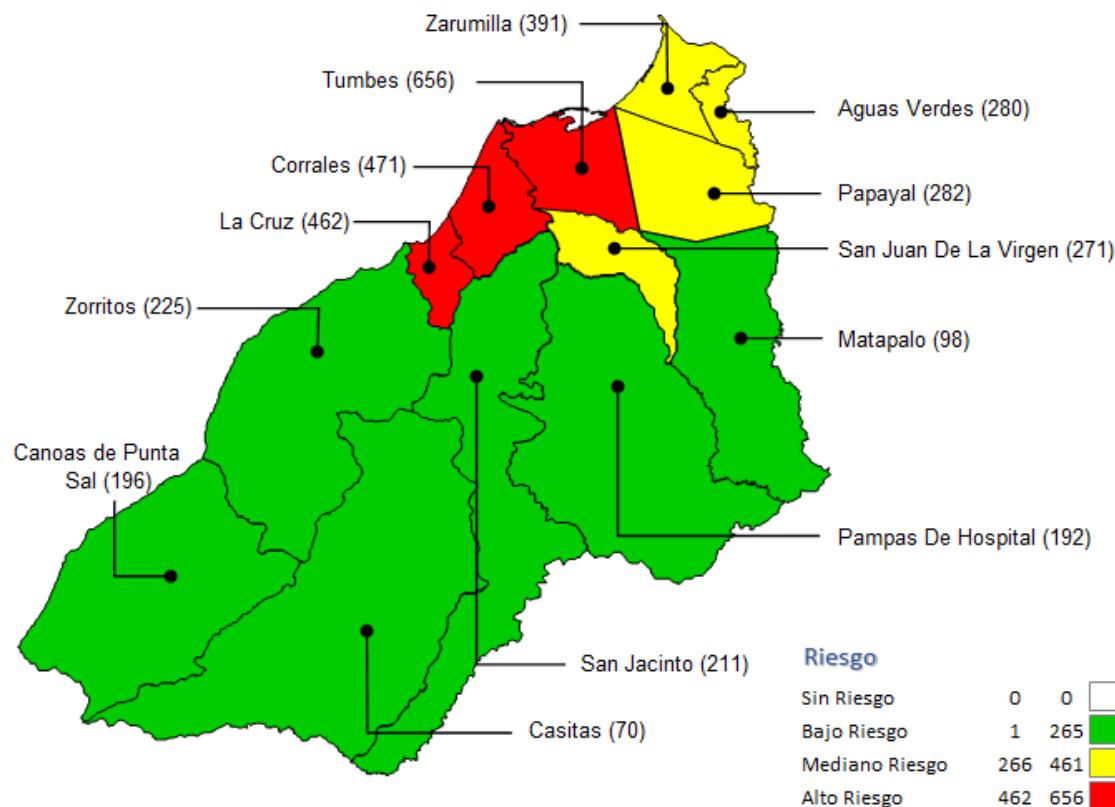 Zarumilla (391)
Tumbes (656)
Aguas Verdes (280)
Corrales (471)
Papayal (282)
La Cruz (462)
San Juan De La Virgen (271)
Zorritos (225)
Matapalo (98)
Canoas de Punta
Sal (196)
Pampas De Hospital (192)
San Jacinto (211)
Casitas (70)
Riesgo
Sin Riesgo 0 0
Bajo Riesgo 1 265
Mediano Riesgo 266 461
Alto Riesgo 462 656